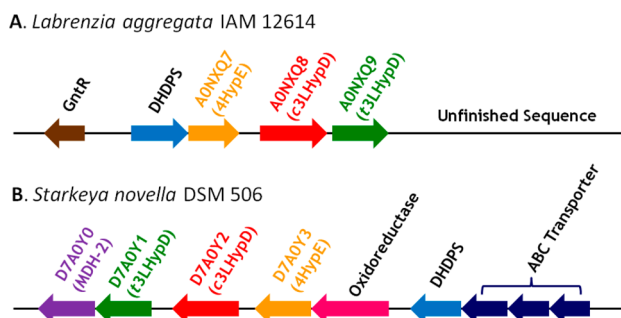 A. Labrenzia aggregata IAM 12614
GntR
DHDPS
A0NXQ7
(4HypE)
A0NXQ8
(c3LHypD)
A0NXQ9
(t3LHypD)
Unfinished Sequence
B. Starkeya novella DSM 506
D7A0Y0
(MDH-2)
D7A0Y1
(t3LHypD)
D7A0Y2
(c3LHypD)
D7A0Y3
(4HypE)
Oxidoreductase
DHDPS
ABC Transporter